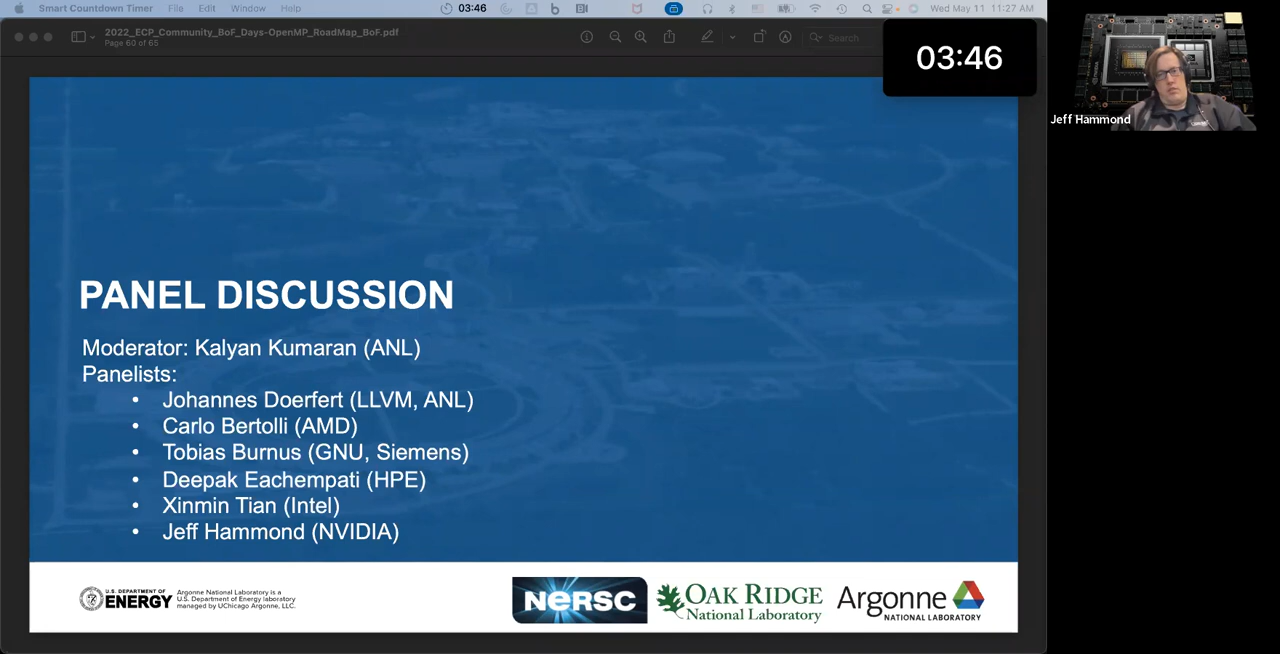 Smart Countdown Timer File Edit Window Help 03:46 Wed May 11 11:27 AM
2022_ECP_Community_BoF_Days-OpenMP_RoadMap_BoF.pdf
Page 60 of 65
Search
03:46
Jeff Hammond
PANEL DISCUSSION
Moderator: Kalyan Kumaran (ANL)
Panelists:
• Johannes Doerfert (LLVM, ANL)
• Carlo Bertolli (AMD)
• Tobias Burnus (GNU, Siemens)
• Deepak Eachempati (HPE)
• Xinmin Tian (Intel)
• Jeff Hammond (NVIDIA)
U.S. DEPARTMENT OF
ENERGY
Argonne National Laboratory is a
U.S. Department of Energy laboratory
managed by UChicago Argonne, LLC.
NERSC
OAK RIDGE
National Laboratory
Argonne
NATIONAL LABORATORY